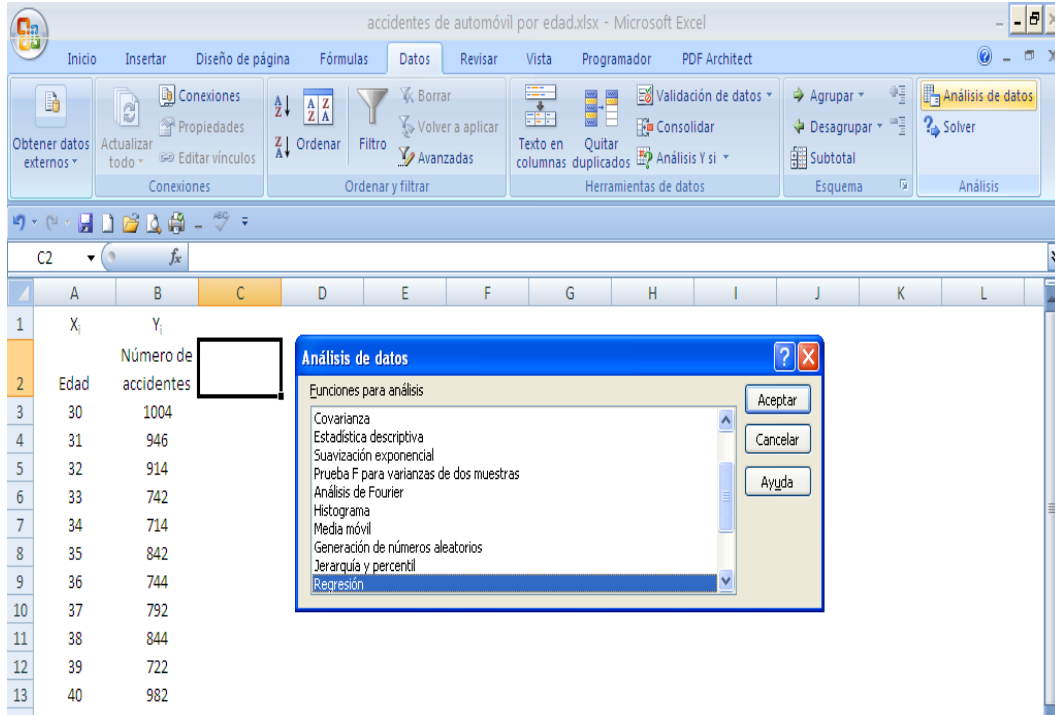 accidentes de automóvil por edad.xlsx - Microsoft Excel
Inicio Insertar Diseño de página Fórmulas Datos Revisar Vista Programador PDF Architect
Obtener datos externos
Actualizar todo
Conexiones
Propiedades
Editar vínculos
Conexiones
A Z
Z A
A Z Z A
Ordenar
Filtro
Borrar
Volver a aplicar
Avanzadas
Ordenar y filtrar
Texto en columnas
Quitar duplicados
Validación de datos
Consolidar
Análisis Y si
Herramientas de datos
Agrupar
Desagrupar
Subtotal
Esquema
Análisis de datos
Solver
Análisis
ABC
C2 fx
A B C D E F G H I J K L
1 Xi Yi
Número de
2 Edad accidentes
3 30 1004
4 31 946
5 32 914
6 33 742
7 34 714
8 35 842
9 36 744
10 37 792
11 38 844
12 39 722
13 40 982
Análisis de datos
Funciones para análisis
Covarianza
Estadística descriptiva
Suavización exponencial
Prueba F para varianzas de dos muestras
Análisis de Fourier
Histograma
Media móvil
Generación de números aleatorios
Jerarquía y percentil
Regresión
Aceptar
Cancelar
Ayuda